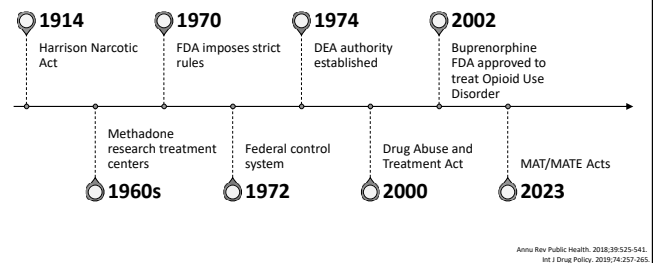 1914
Harrison Narcotic
Act
1970
FDA imposes strict
rules
1974
DEA authority
established
2002
Buprenorphine
FDA approved to
treat Opioid Use
Disorder
Methadone
research treatment
centers
1960s
Federal control
system
1972
Drug Abuse and
Treatment Act
2000
MAT/MATE Acts
2023
Annu Rev Public Health. 2018;39:525-541.
Int J Drug Policy. 2019;74:257-265.